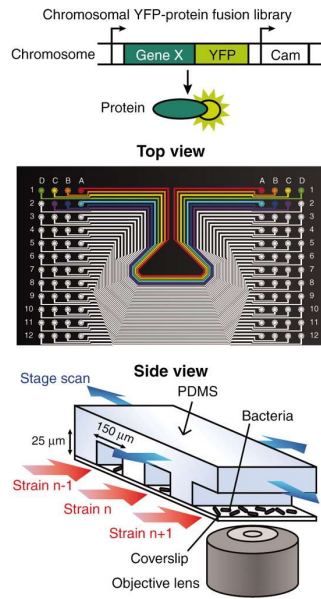 Chromosomal YFP-protein fusion library
Chromosome
Gene X
YFP
Cam
Protein
Top view
D C B A A B C D
1 1
2 2
3 3
4 4
5 5
6 6
7 7
8 8
9 9
10 10
11 11
12 12
Side view
Stage scan
PDMS
Bacteria
150 μm
25 μm
Strain n-1
Strain n
Strain n+1
Coverslip
Objective lens